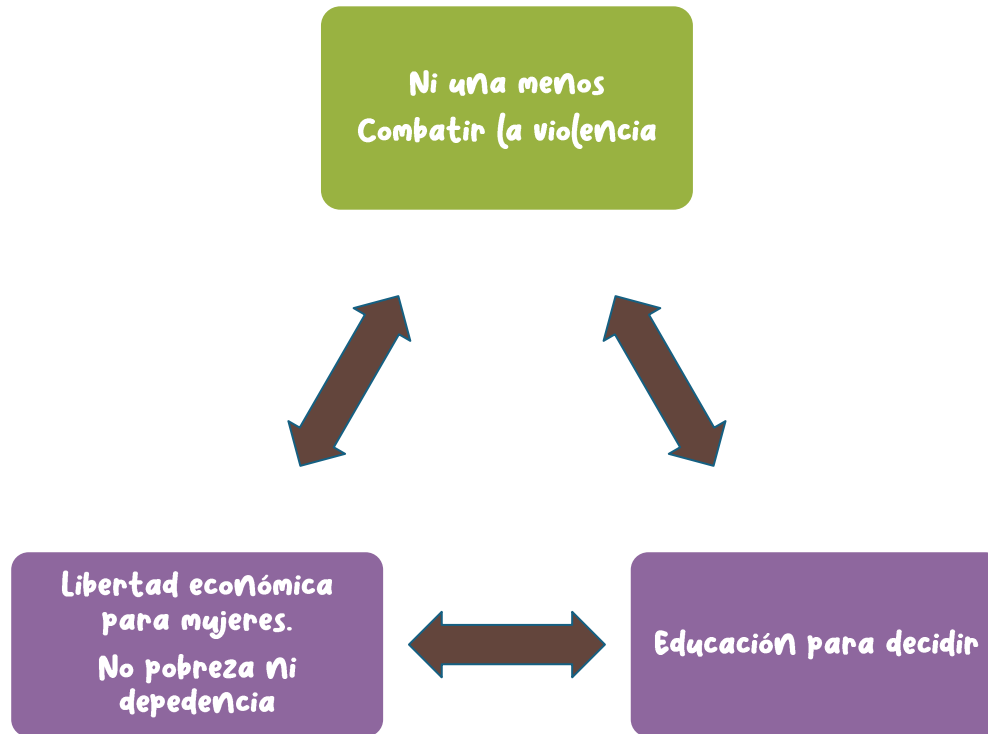 Ni una menos
Combatir la violencia
Libertad económica
para mujeres.
No pobreza ni
depedencia
Educación para decidir